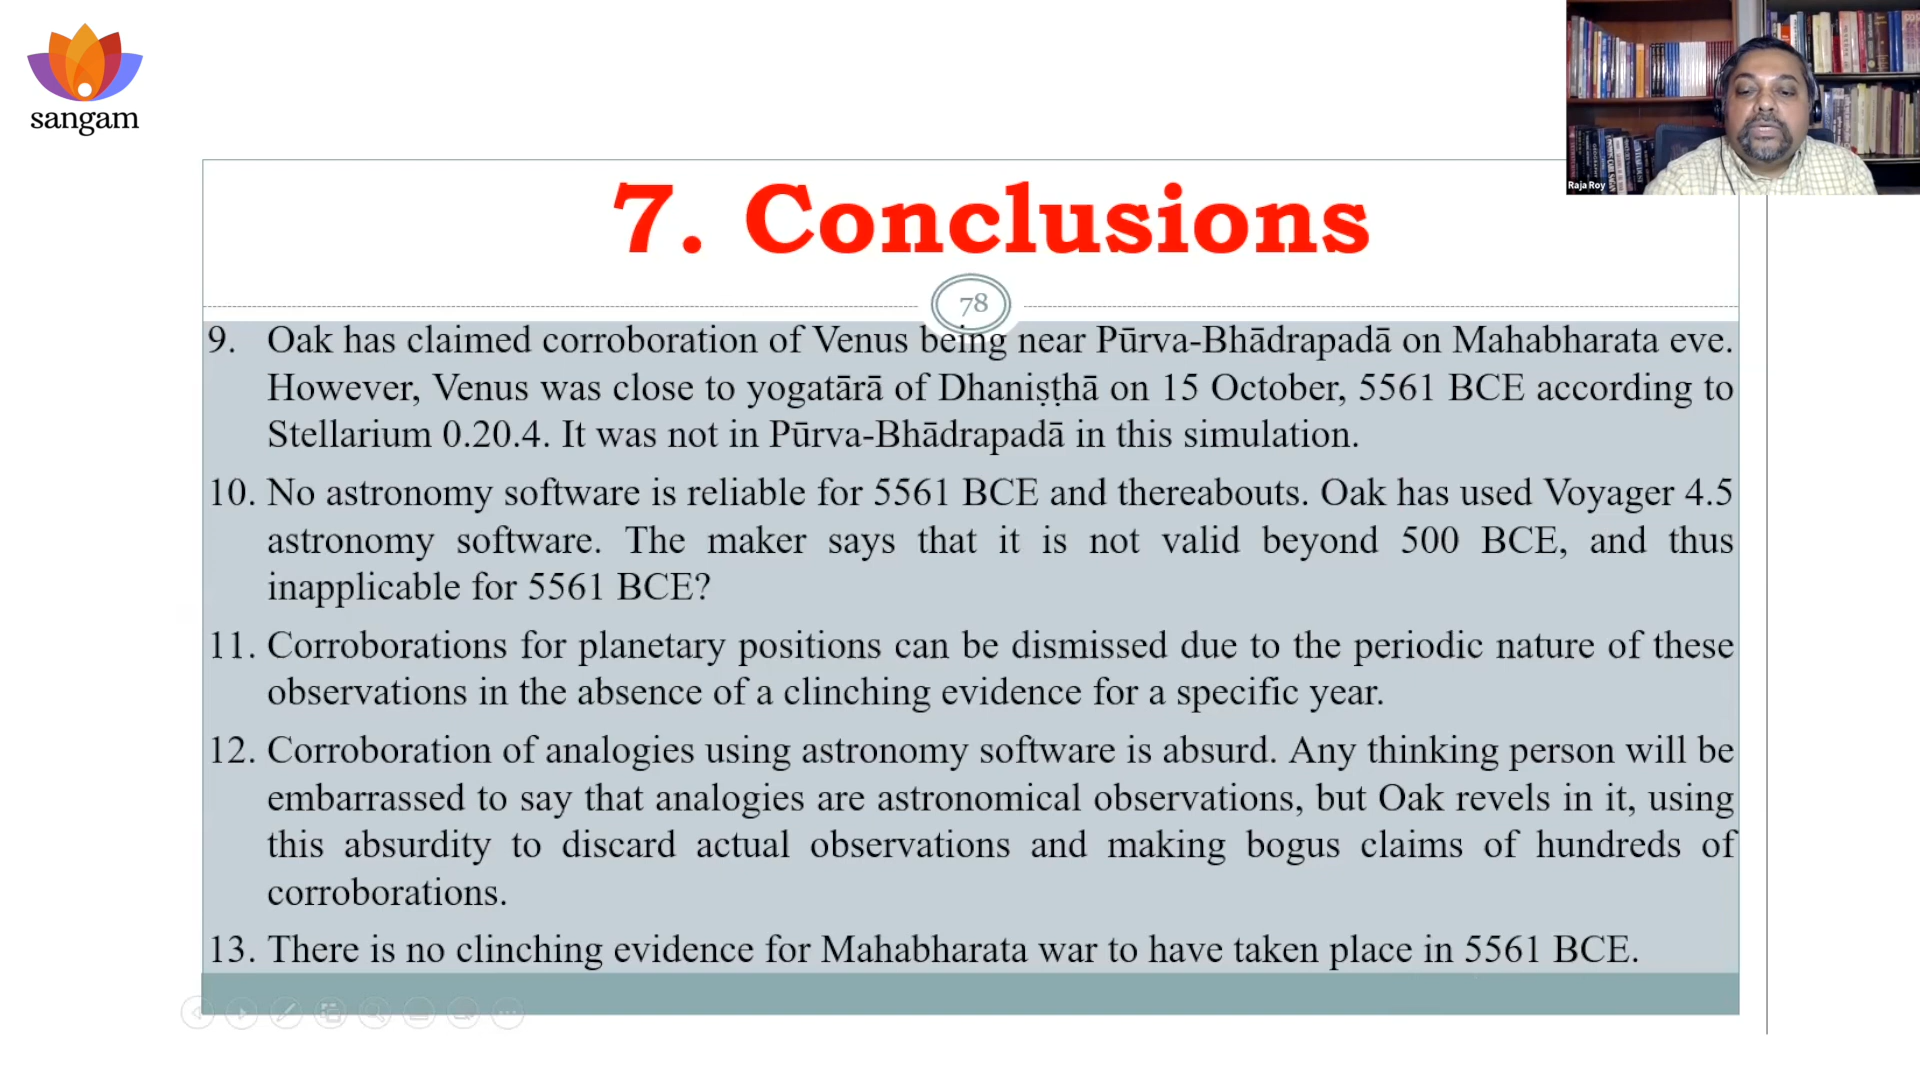 sangam
Raja Roy
7. Conclusions
78
9. Oak has claimed corroboration of Venus being near Pūrva-Bhādrapadā on Mahabharata eve.
However, Venus was close to yogatārā of Dhaniṣṭhā on 15 October, 5561 BCE according to
Stellarium 0.20.4. It was not in Pūrva-Bhādrapadā in this simulation.
10. No astronomy software is reliable for 5561 BCE and thereabouts. Oak has used Voyager 4.5
astronomy software. The maker says that it is not valid beyond 500 BCE, and thus
inapplicable for 5561 BCE?
11. Corroborations for planetary positions can be dismissed due to the periodic nature of these
observations in the absence of a clinching evidence for a specific year.
12. Corroboration of analogies using astronomy software is absurd. Any thinking person will be
embarrassed to say that analogies are astronomical observations, but Oak revels in it, using
this absurdity to discard actual observations and making bogus claims of hundreds of
corroborations.
13. There is no clinching evidence for Mahabharata war to have taken place in 5561 BCE.